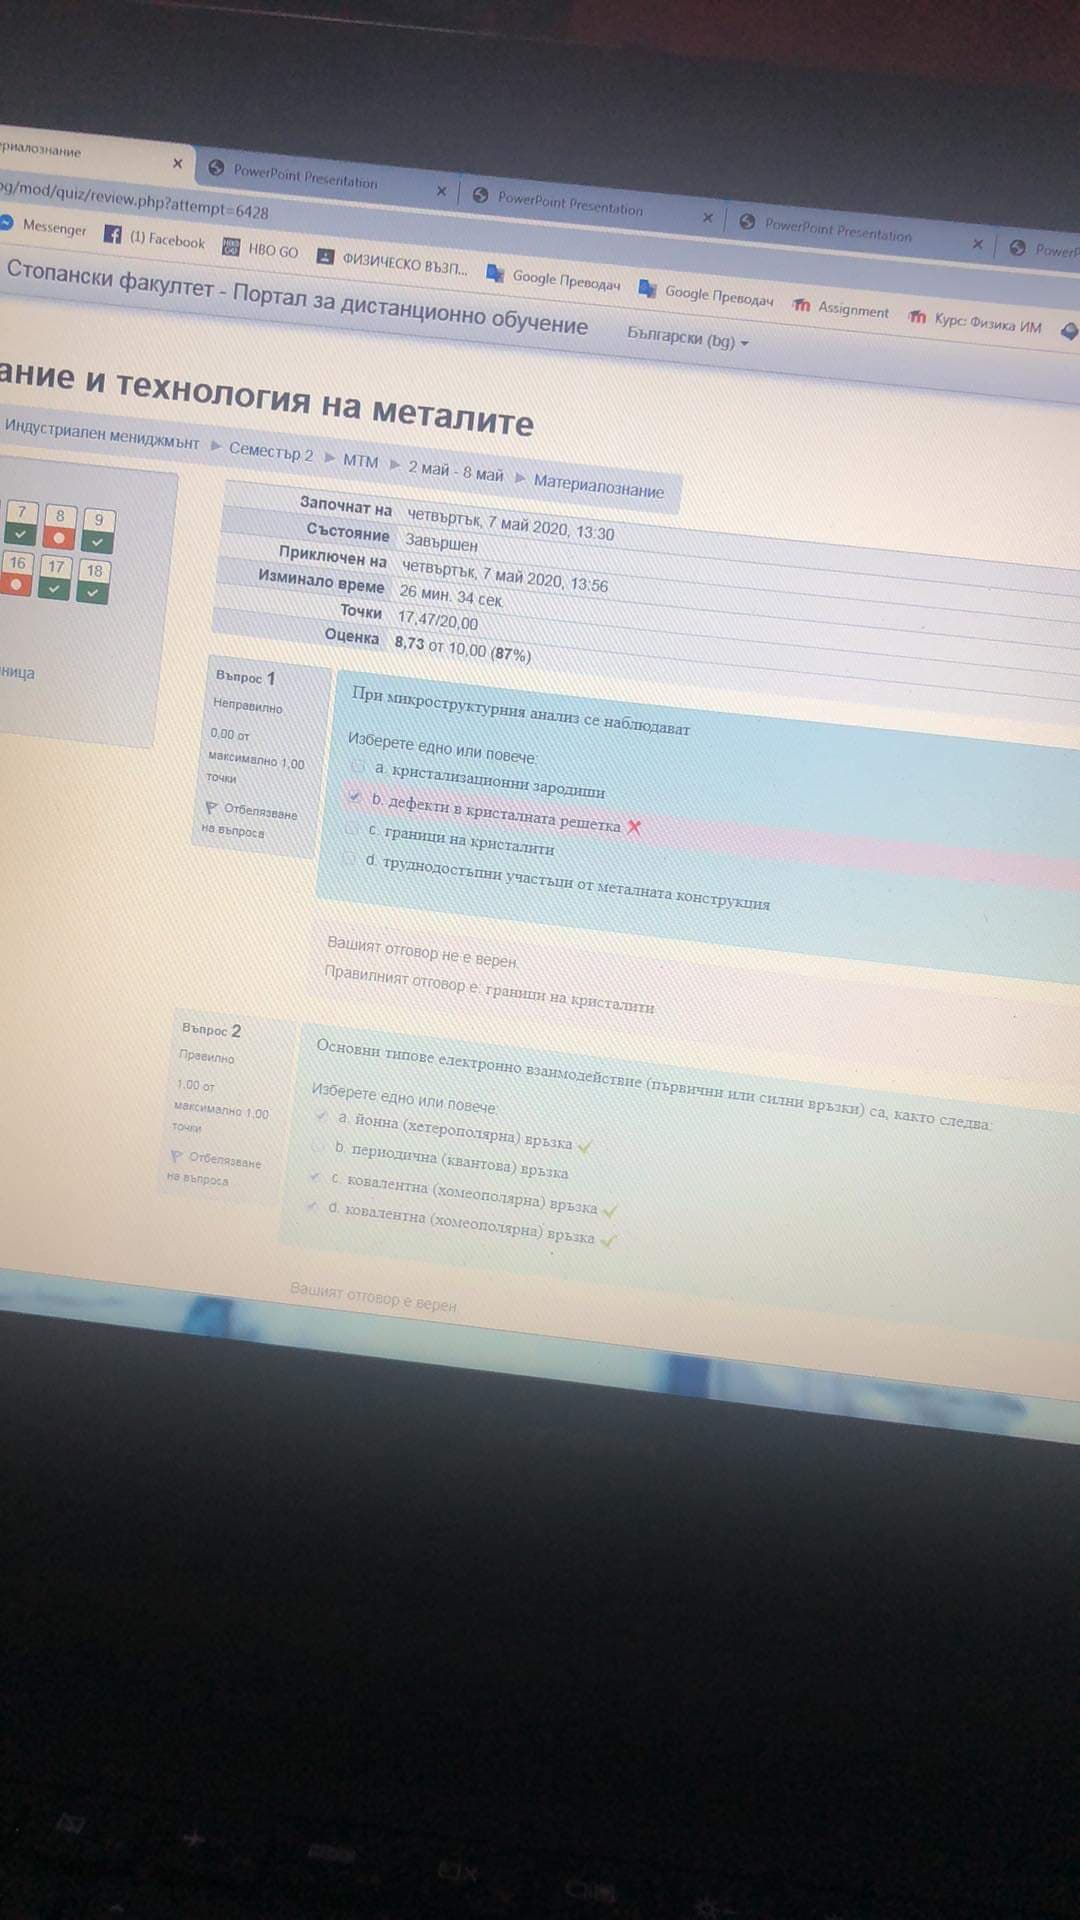 ериалознание
PowerPoint Presentation
PowerPoint Presentation
PowerPoint Presentation
PowerP
og/mod/quiz/review.php?attempt=6428
Messenger
(1) Facebook
HBO GO
ФИЗИЧЕСКО ВЪЗП...
Google Преводач
Google Преводач
Assignment
Курс: Физика ИМ
Стопански факултет - Портал за дистанционно обучение
Български (bg)
ание и технология на металите
Индустриален мениджмънт
Семестър 2
МТМ
2 май - 8 май
Материалознание
7 8 9
16 17 18
ница
Започнат на четвъртък, 7 май 2020, 13:30
Състояние Завършен
Приключен на четвъртък, 7 май 2020, 13:56
Изминало време 26 мин. 34 сек.
Точки 17,47/20,00
Оценка 8,73 от 10,00 (87%)
Въпрос 1
Неправилно
0,00 от
максимално 1,00
точки
Отбелязване
на въпроса
При микроструктурния анализ се наблюдават
Изберете едно или повече:
a. кристализационни зародиши
b. дефекти в кристалната решетка
c. граници на кристалити
d. труднодостъпни участъци от металната конструкция
Вашият отговор не е верен.
Правилният отговор е: граници на кристалити
Въпрос 2
Правилно
1,00 от
максимално 1,00
точки
Отбелязване
на въпроса
Основни типове електронно взаимодействие (първични или силни връзки) са, както следва:
Изберете едно или повече:
a. йонна (хетерополярна) връзка
b. периодична (квантова) връзка
c. ковалентна (хомеополярна) връзка
d. ковалентна (хомеополярна) връзка
Вашият отговор е верен